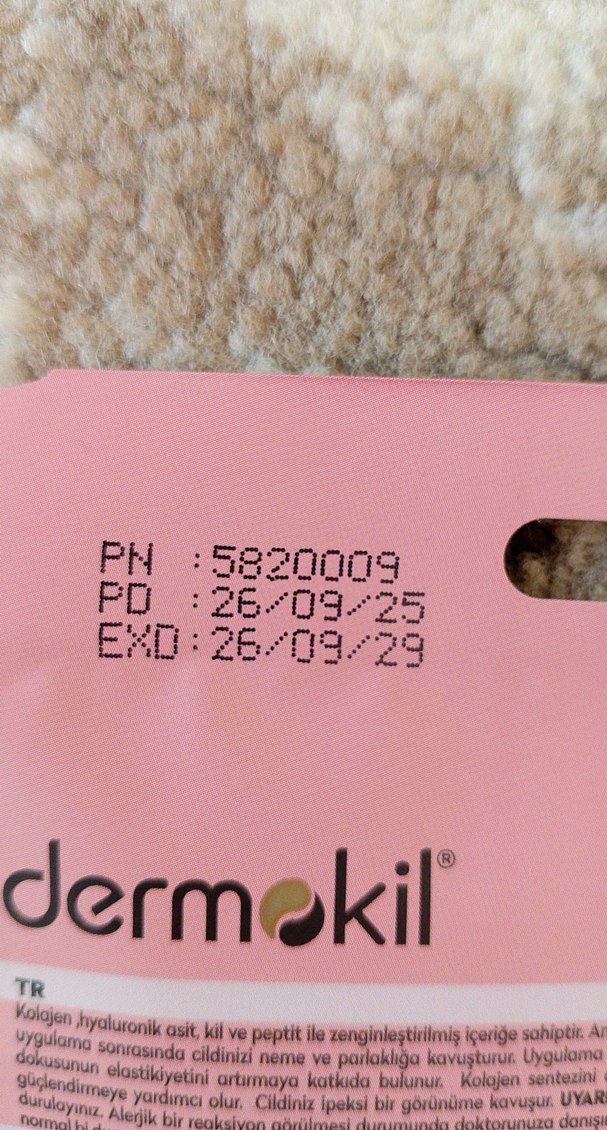 PN :5820009
PD :26/09/25
EXD:26/09/29
dermokil®
TR
Kolajen ,hyaluronik asit, kil ve peptit ile zenginleştirilmiş içeriğe sahiptir.
uygulama sonrasında cildinizi neme ve parlaklığa kavuşturur. Uygulama
dokusunun elastikiyetini artırmaya katkıda bulunur. Kolajen sentezini
güçlendirmeye yardımcı olur. Cildiniz ipeksi bir görünüme kavuşur.
durulayınız. Alerjik bir reaksiyon görülmesi durumunda doktorunuza